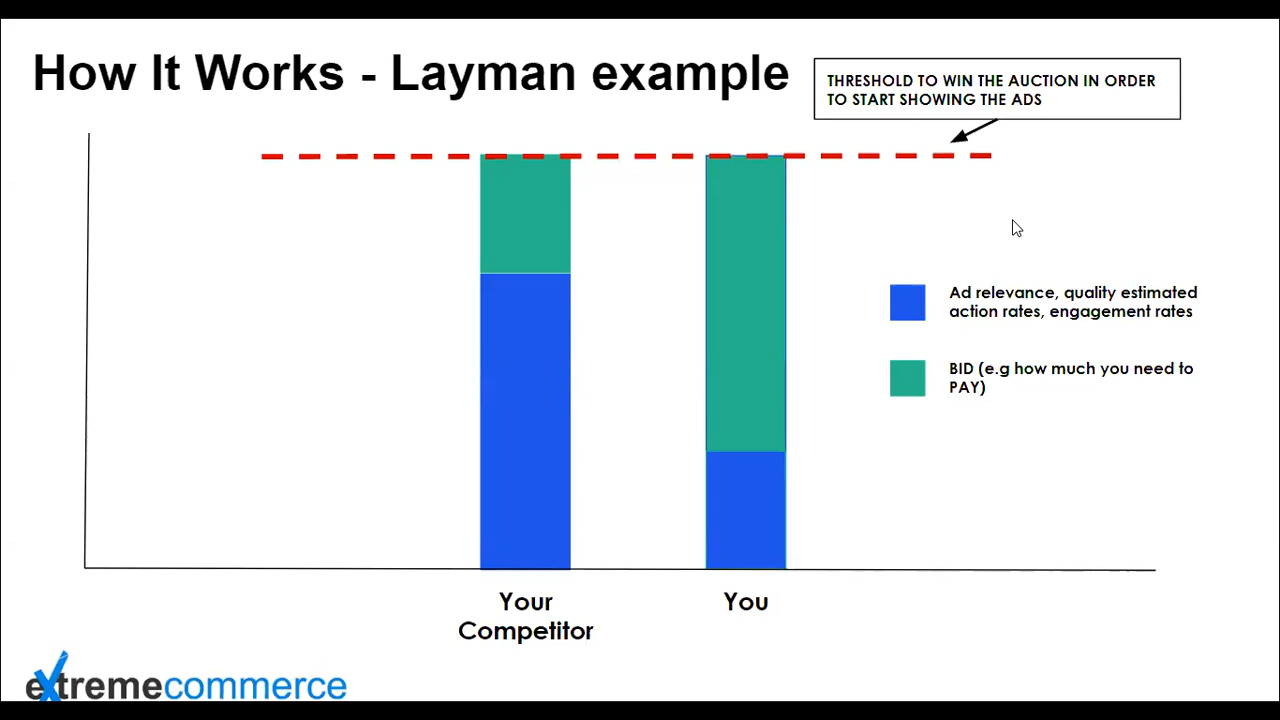 How It Works - Layman example
THRESHOLD TO WIN THE AUCTION IN ORDER
TO START SHOWING THE ADS
Ad relevance, quality estimated
action rates, engagement rates
BID (e.g how much you need to
PAY)
Your
Competitor
You
extremecommerce